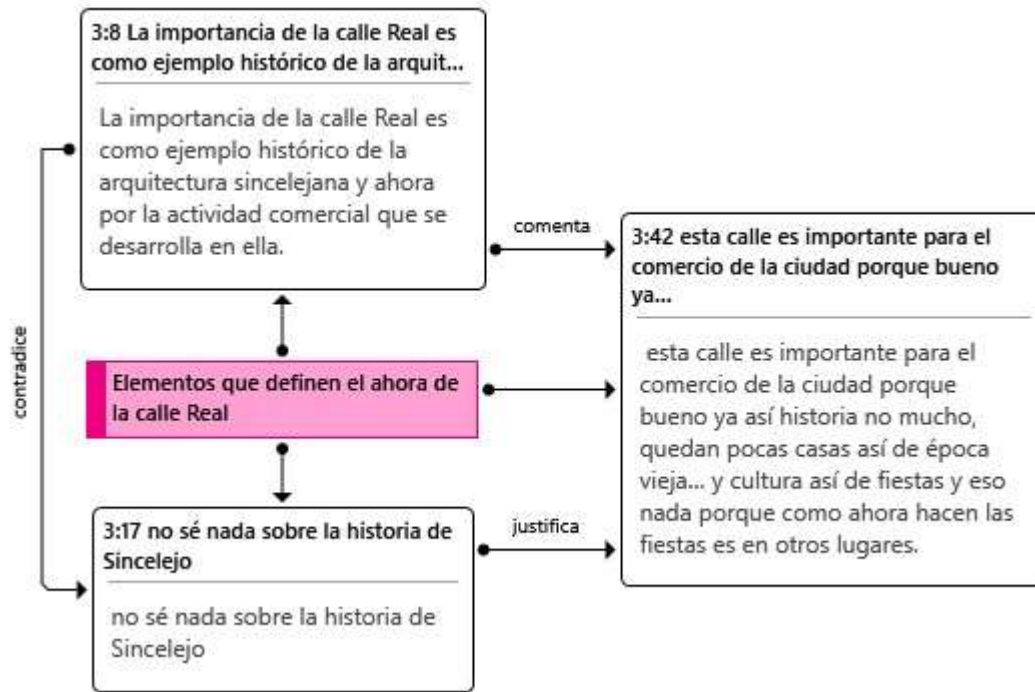 3:8 La importancia de la calle Real es
como ejemplo histórico de la arquit...
La importancia de la calle Real es
como ejemplo histórico de la
arquitectura sincelejana y ahora
por la actividad comercial que se
desarrolla en ella.
comenta
3:42 esta calle es importante para el
comercio de la ciudad porque bueno
ya...
esta calle es importante para el
comercio de la ciudad porque
bueno ya así historia no mucho,
quedan pocas casas así de época
vieja... y cultura así de fiestas y eso
nada porque como ahora hacen las
fiestas es en otros lugares.
contradice
Elementos que definen el ahora de
la calle Real
justifica
3:17 no sé nada sobre la historia de
Sincelejo
no sé nada sobre la historia de
Sincelejo